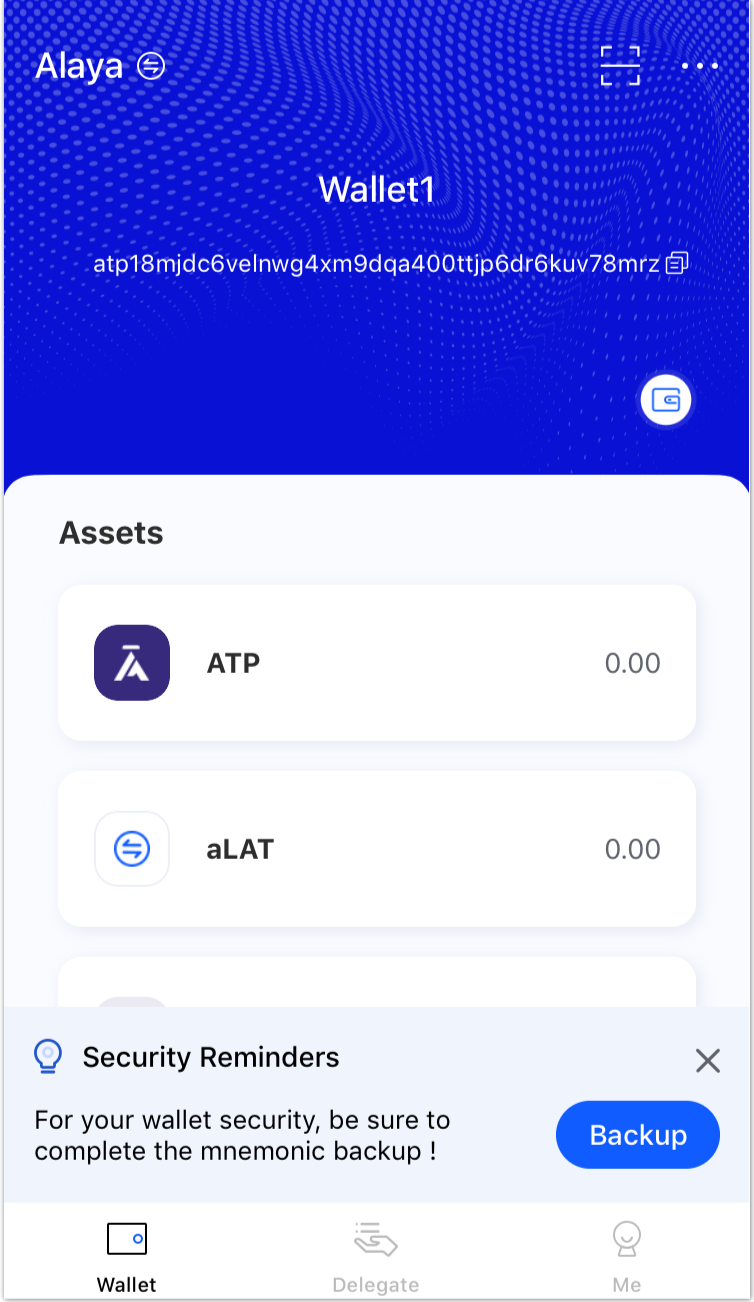 Alaya
Wallet1
atp18mjdc6velnwg4xm9dqa400ttjp6dr6kuv78mrz
Assets
ATP 0.00
aLAT 0.00
Security Reminders
For your wallet security, be sure to
complete the mnemonic backup !
Backup
Wallet Delegate Me